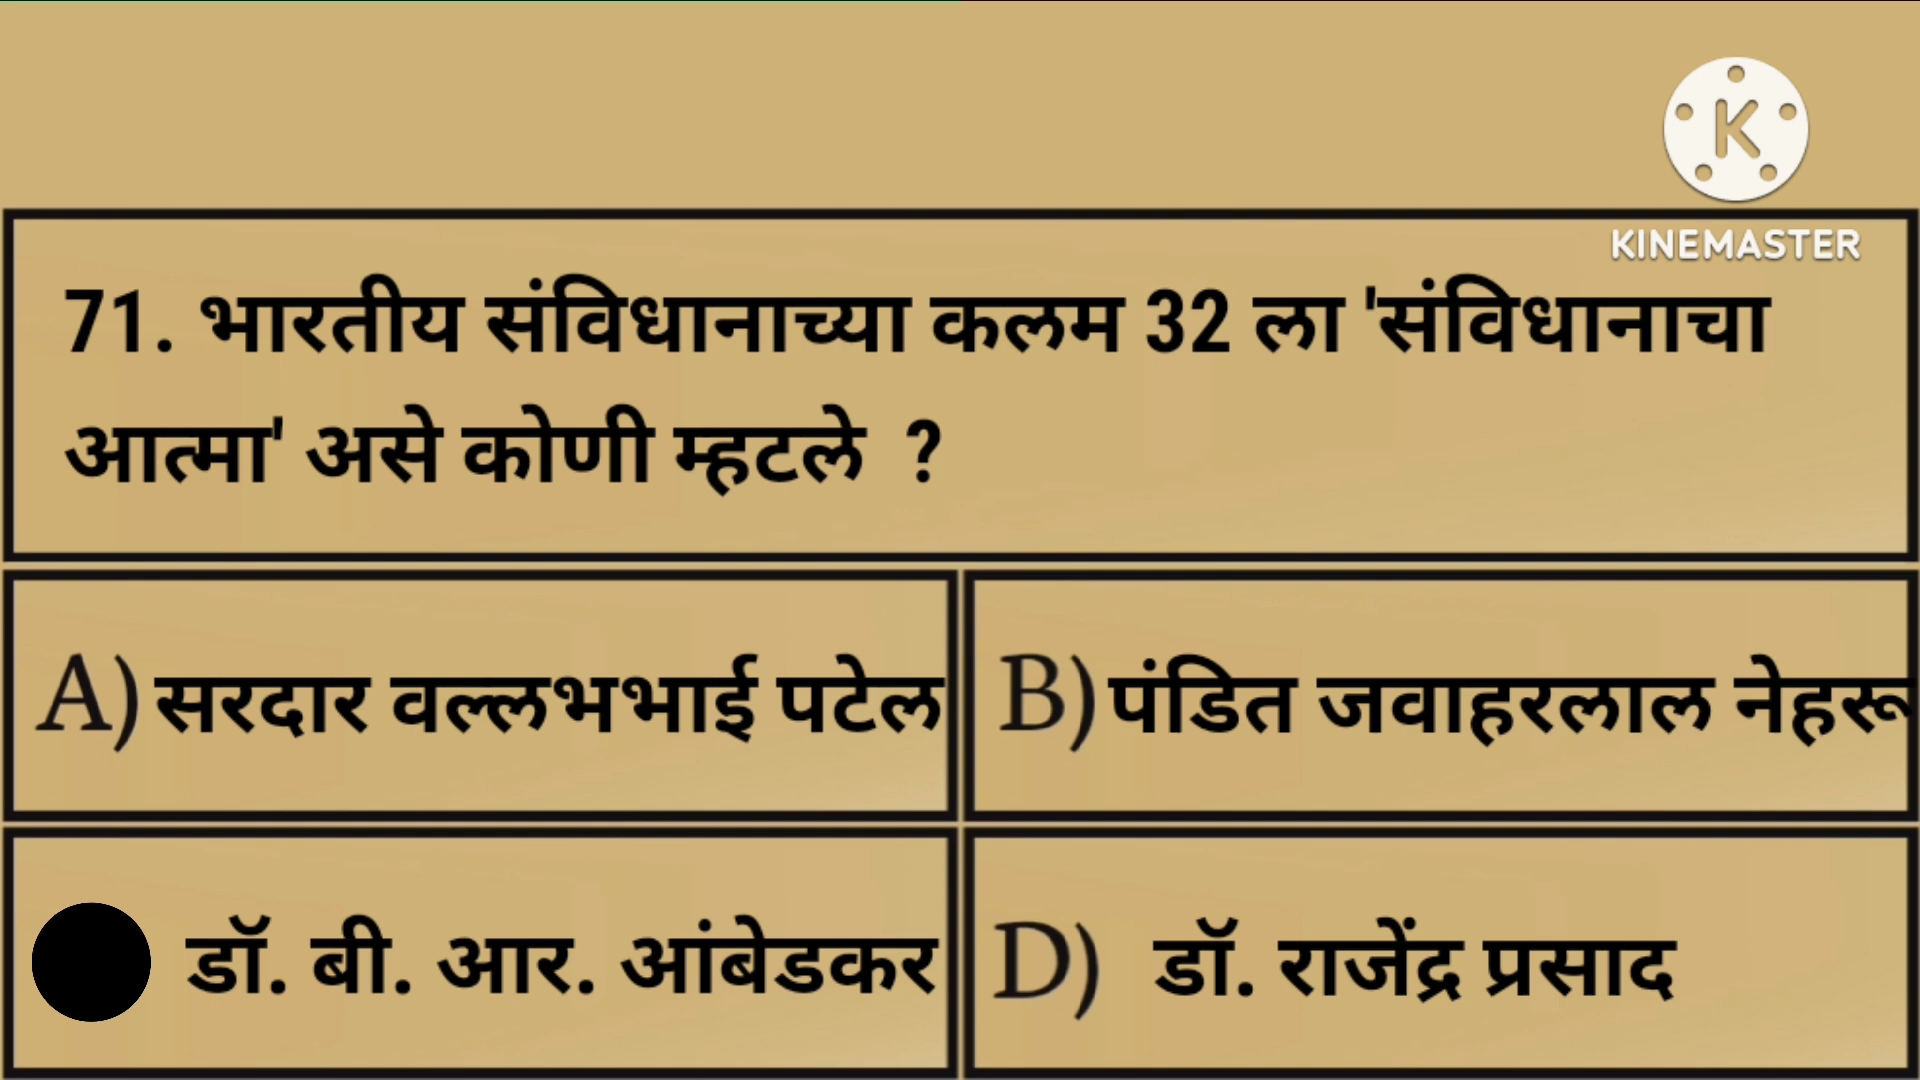 K
KINEMASTER
71. भारतीय संविधानाच्या कलम 32 ला 'संविधानाचा
आत्मा' असे कोणी म्हटले ?
A) सरदार वल्लभभाई पटेल
B) पंडित जवाहरलाल नेहरू
डॉ. बी. आर. आंबेडकर
D) डॉ. राजेंद्र प्रसाद